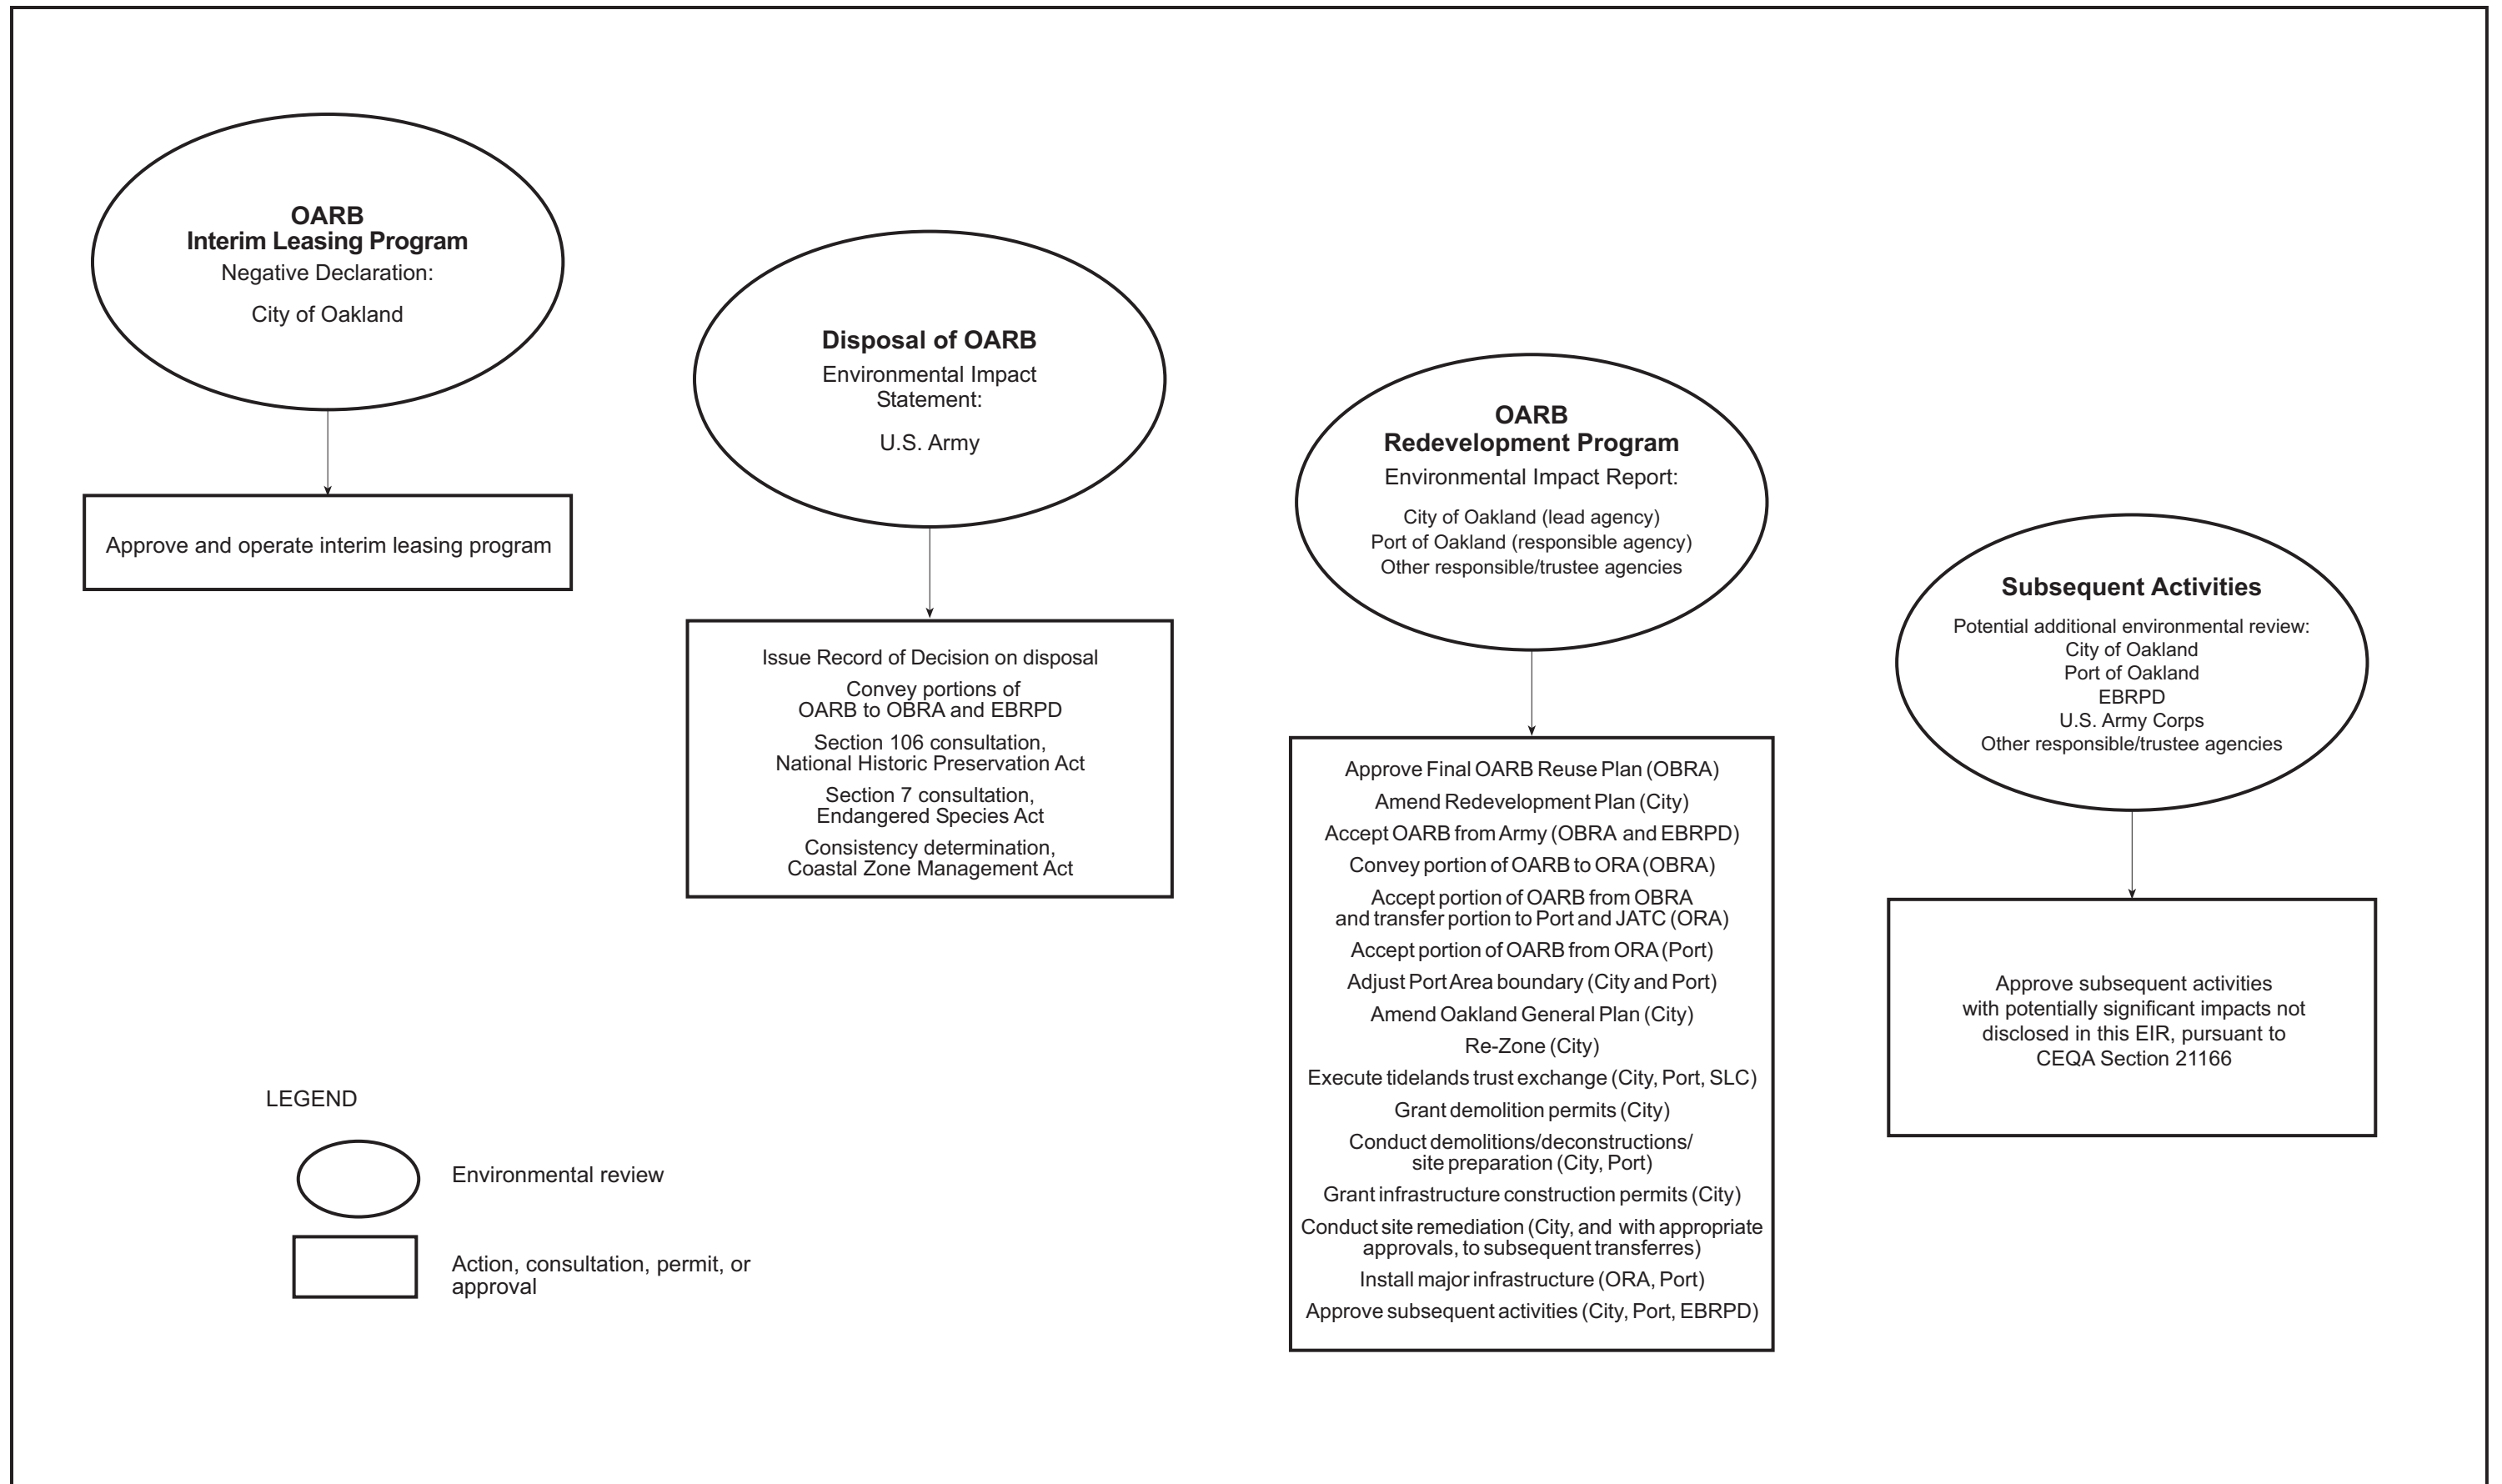 OARB
Interim Leasing Program
Negative Declaration:
City of Oakland
Approve and operate interim leasing program
Disposal of OARB
Environmental Impact
Statement:
U.S. Army
Issue Record of Decision on disposal
Convey portions of
OARB to OBRA and EBRPD
Section 106 consultation,
National Historic Preservation Act
Section 7 consultation,
Endangered Species Act
Consistency determination,
Coastal Zone Management Act
OARB
Redevelopment Program
Environmental Impact Report:
City of Oakland (lead agency)
Port of Oakland (responsible agency)
Other responsible/trustee agencies
Approve Final OARB Reuse Plan (OBRA)
Amend Redevelopment Plan (City)
Accept OARB from Army (OBRA and EBRPD)
Convey portion of OARB to ORA (OBRA)
Accept portion of OARB from OBRA
and transfer portion to Port and JATC (ORA)
Accept portion of OARB from ORA (Port)
Adjust Port Area boundary (City and Port)
Amend Oakland General Plan (City)
Re-Zone (City)
Execute tidelands trust exchange (City, Port, SLC)
Grant demolition permits (City)
Conduct demolitions/deconstructions/
site preparation (City, Port)
Grant infrastructure construction permits (City)
Conduct site remediation (City, and with appropriate
approvals, to subsequent transferres)
Install major infrastructure (ORA, Port)
Approve subsequent activities (City, Port, EBRPD)
Subsequent Activities
Potential additional environmental review:
City of Oakland
Port of Oakland
EBRPD
U.S. Army Corps
Other responsible/trustee agencies
Approve subsequent activities
with potentially significant impacts not
disclosed in this EIR, pursuant to
CEQA Section 21166
LEGEND
Environmental review
Action, consultation, permit, or
approval